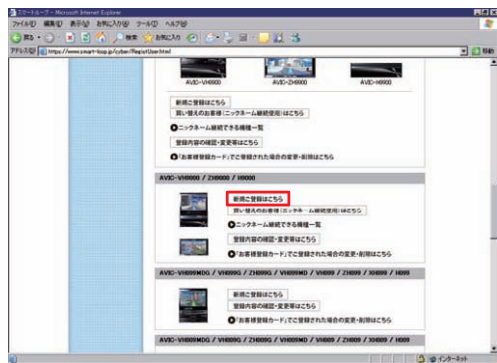 スマートループ - Microsoft Internet Explorer
ファイル(F) 編集(E) 表示(V) お気に入り(A) ツール(T) ヘルプ(H)
戻る 検索 お気に入り
アドレス(D) https://www.smart-loop.jp/cyber/RegistUser.html 移動
AVIC-VH9900 AVIC-ZH9900 AVIC-H9900
新規ご登録はこちら
買い替えのお客様(ニックネーム継続使用)はこちら
ニックネーム継続できる機種一覧
登録内容の確認・変更等はこちら
「お客様登録カード」でご登録された場合の変更・削除はこちら
AVIC-VH9000 / ZH9000 / H9000
新規ご登録はこちら
買い替えのお客様(ニックネーム継続使用)はこちら
ニックネーム継続できる機種一覧
登録内容の確認・変更等はこちら
「お客様登録カード」でご登録された場合の変更・削除はこちら
AVIC-VH099MDG / VH099G / ZH099G / VH099MD / VH099 / ZH099 / XH099 / H099
新規ご登録はこちら
登録内容の確認・変更等はこちら
「お客様登録カード」でご登録された場合の変更・削除はこちら
インターネット